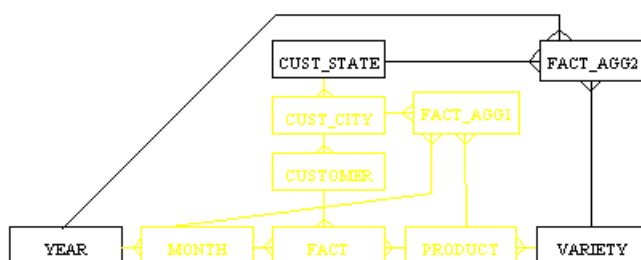 CUST_STATE
FACT_AGG2
CUST_CITY
FACT_AGG1
CUSTOMER
YEAR
MONTH
FACT
PRODUCT
VARIETY